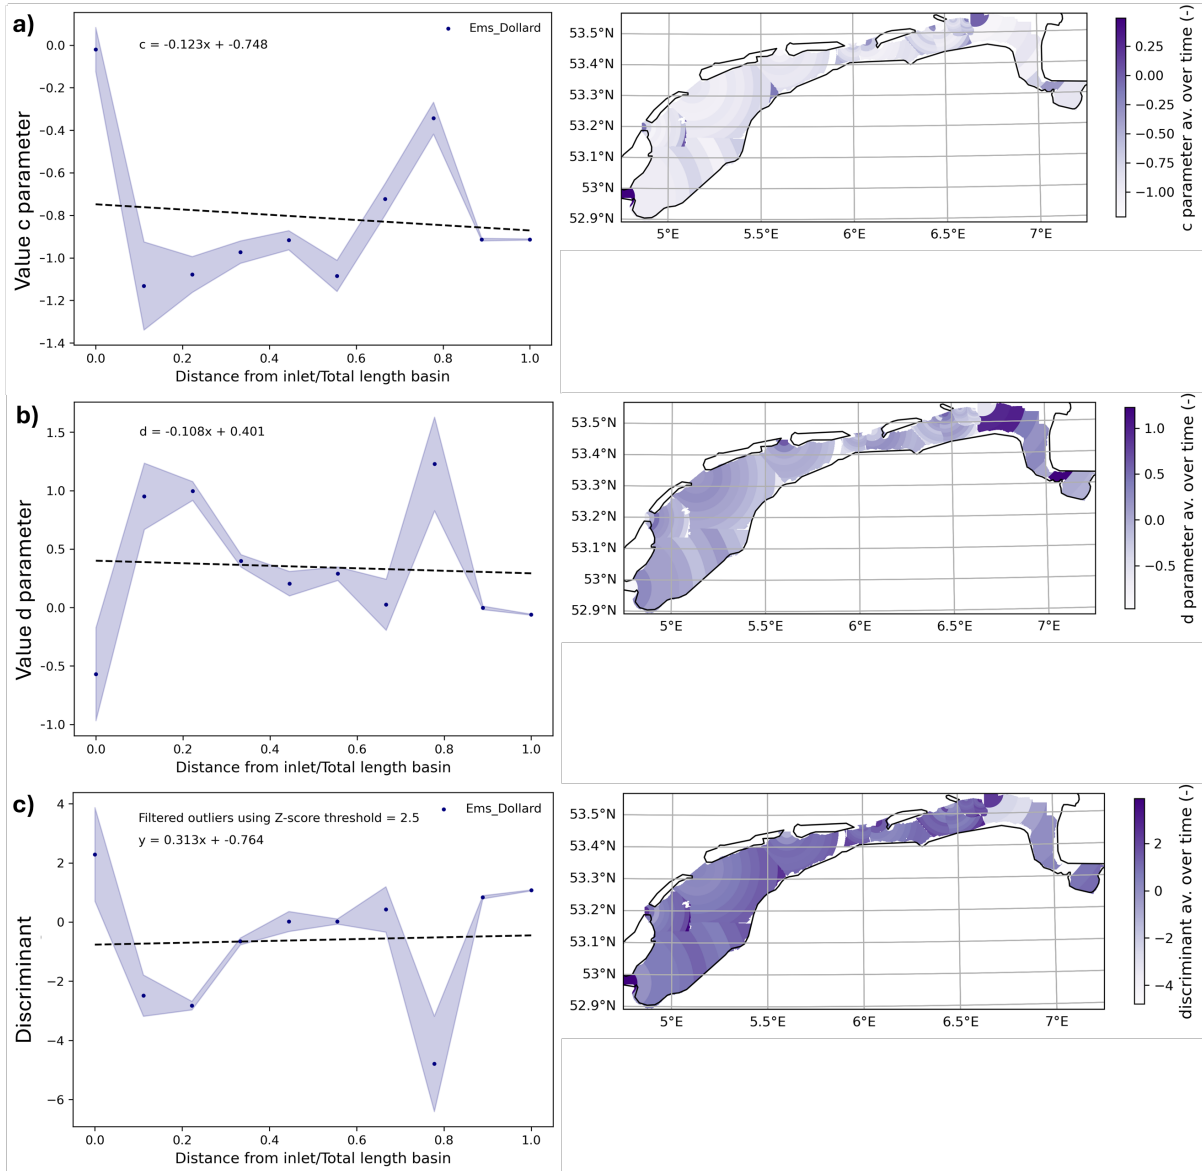 a)
Value c parameter
0.0
−0.2
−0.4
−0.6
−0.8
−1.0
−1.2
−1.4
c = -0.123x + -0.748
Ems_Dollard
0.0 0.2 0.4 0.6 0.8 1.0
Distance from inlet/Total length basin
53.5°N
53.4°N
53.3°N
53.2°N
53.1°N
53°N
52.9°N
5°E 5.5°E 6°E 6.5°E 7°E
0.25
0.00
−0.25
−0.50
−0.75
−1.00
c parameter av. over time (-)
b)
Value d parameter
1.5
1.0
0.5
0.0
-0.5
-1.0
d = -0.108x + 0.401
0.0 0.2 0.4 0.6 0.8 1.0
Distance from inlet/Total length basin
53.5°N
53.4°N
53.3°N
53.2°N
53.1°N
53°N
52.9°N
5°E 5.5°E 6°E 6.5°E 7°E
1.0
0.5
0.0
−0.5
d parameter av. over time (-)
c)
Discriminant
4
2
0
−2
−4
−6
Filtered outliers using Z-score threshold = 2.5
y = 0.313x + -0.764
Ems_Dollard
0.0 0.2 0.4 0.6 0.8 1.0
Distance from inlet/Total length basin
53.5°N
53.4°N
53.3°N
53.2°N
53.1°N
53°N
52.9°N
5°E 5.5°E 6°E 6.5°E 7°E
2
0
−2
−4
discriminant av. over time (-)